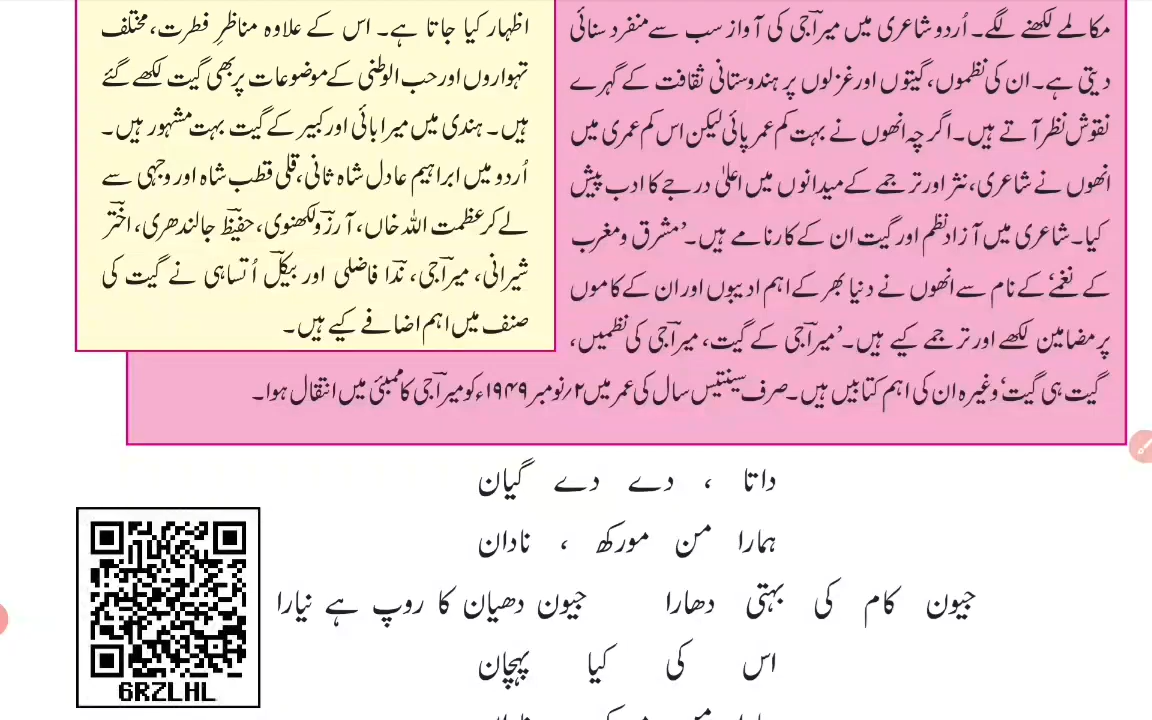 مکالمے لکھنے لگے۔ اُردو شاعری میں میراؔجی کی آواز سب سے منفرد سنائی
دیتی ہے۔ ان کی نظموں، گیتوں اور غزلوں پر ہندوستانی ثقافت کے گہرے
نقوش نظر آتے ہیں۔ اگرچہ انھوں نے بہت کم عمر پائی لیکن اس کم عمری میں
انھوں نے شاعری، نثر اور ترجمے کے میدانوں میں اعلیٰ درجے کا ادب پیش
کیا۔ شاعری میں آزاد نظم اور گیت ان کے کارنامے ہیں۔ ’مشرق و مغرب
کے نغمے‘ کے نام سے انھوں نے دنیا بھر کے اہم ادیبوں اور ان کے کاموں
پر مضامین لکھے اور ترجمے کیے ہیں۔ ’میراؔجی کے گیت، میراؔجی کی نظمیں،
گیت ہی گیت‘ وغیرہ ان کی اہم کتابیں ہیں۔ صرف سینتیس سال کی عمر میں ۲؍نومبر ۱۹۴۹ء کو میراؔجی کا ممبئی میں انتقال ہوا۔
اظہار کیا جاتا ہے۔ اس کے علاوہ مناظرِ فطرت، مختلف
تہواروں اور حب الوطنی کے موضوعات پر بھی گیت لکھے گئے
ہیں۔ ہندی میں میرا بائی اور کبیر کے گیت بہت مشہور ہیں۔
اُردو میں ابراہیم عادل شاہ ثانی، قلی قطب شاہ اور وجہی سے
لے کر عظمت اللہ خاں، آرزؔو لکھنوی، حفیظؔ جالندھری، اخترؔ
شیرانی، میراؔجی، نداؔ فاضلی اور بیکلؔ اُتساہی نے گیت کی
صنف میں اہم اضافے کیے ہیں۔
داتا ، دے دے گیان
ہمارا من مورکھ ، نادان
جیون کام کی بہتی دھارا جیون دھیان کا روپ ہے نیارا
اس کی کیا پہچان
6RZLHL